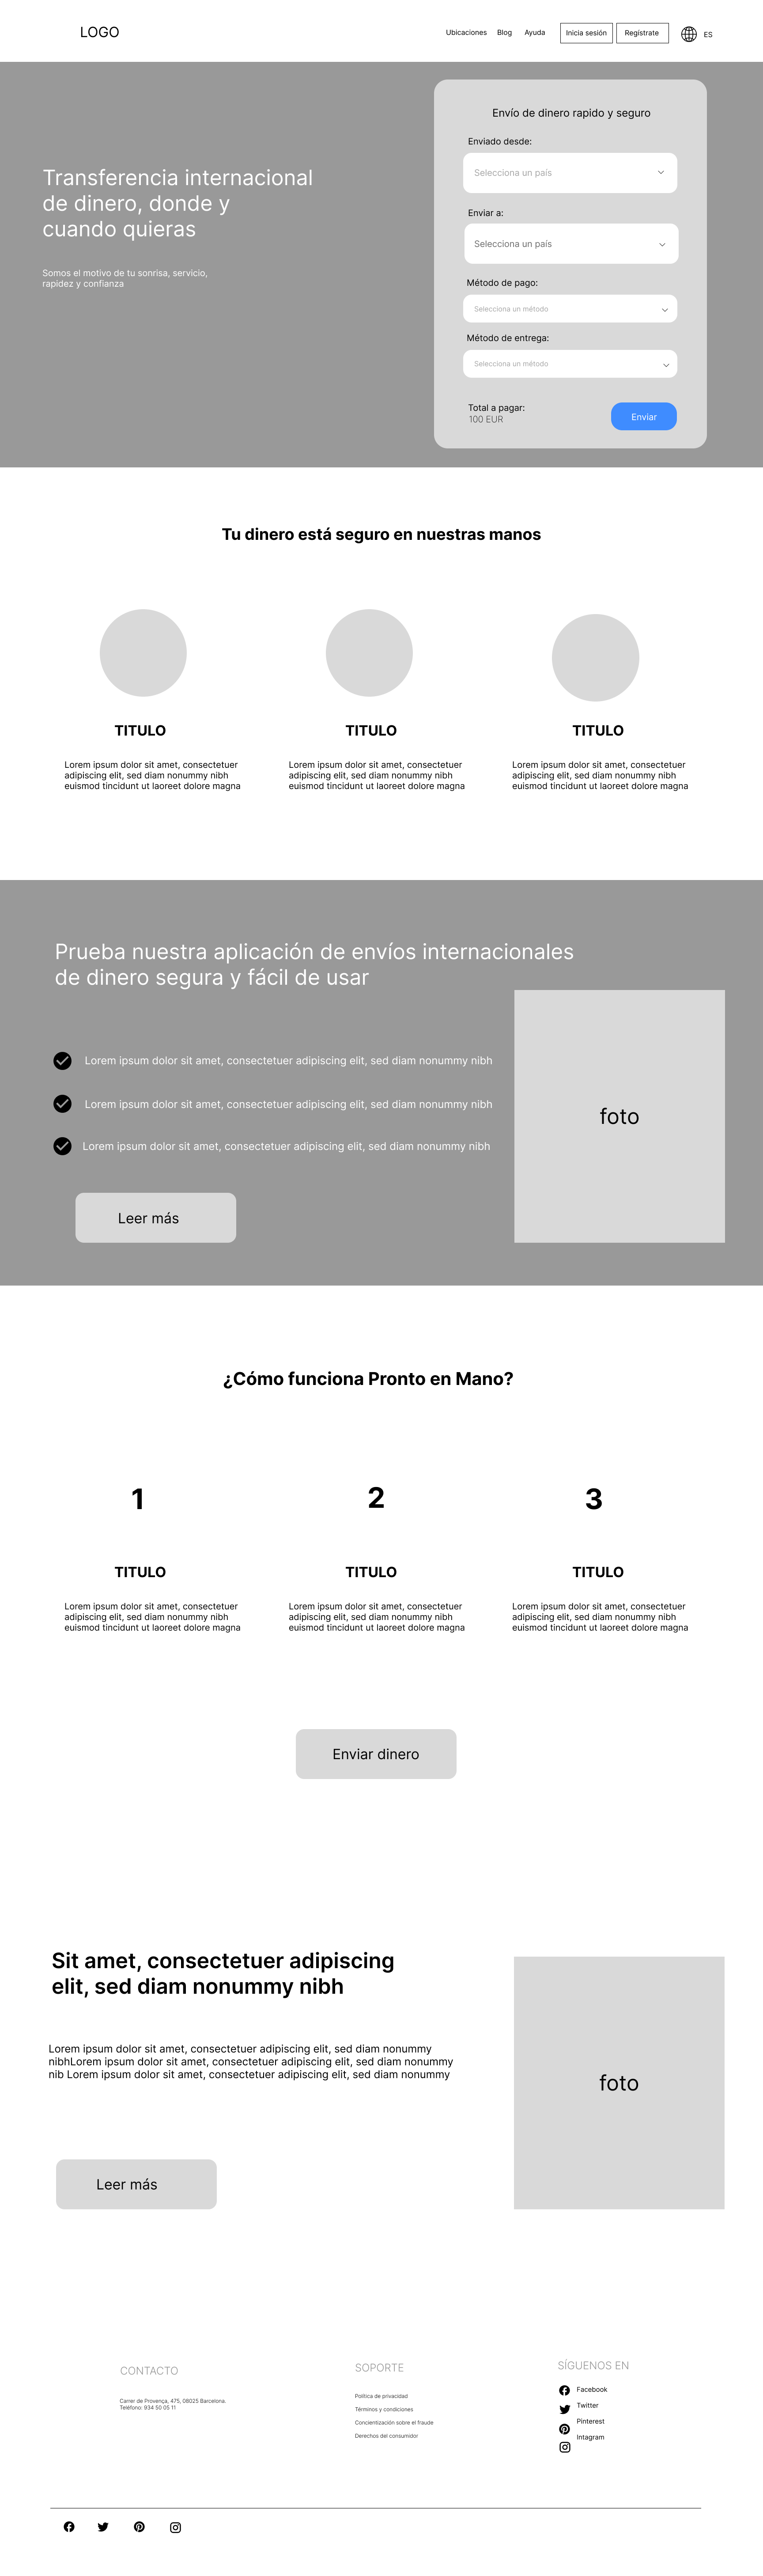 LOGO
Ubicaciones Blog Ayuda Inicia sesión Regístrate ES
Transferencia internacional
de dinero, donde y
cuando quieras
Somos el motivo de tu sonrisa, servicio,
rapidez y confianza
Envío de dinero rapido y seguro
Enviado desde:
Selecciona un país
Enviar a:
Selecciona un país
Método de pago:
Selecciona un método
Método de entrega:
Selecciona un método
Total a pagar:
100 EUR
Enviar
Tu dinero está seguro en nuestras manos
TITULO
Lorem ipsum dolor sit amet, consectetuer
adipiscing elit, sed diam nonummy nibh
euismod tincidunt ut laoreet dolore magna
TITULO
Lorem ipsum dolor sit amet, consectetuer
adipiscing elit, sed diam nonummy nibh
euismod tincidunt ut laoreet dolore magna
TITULO
Lorem ipsum dolor sit amet, consectetuer
adipiscing elit, sed diam nonummy nibh
euismod tincidunt ut laoreet dolore magna
Prueba nuestra aplicación de envíos internacionales
de dinero segura y fácil de usar
Lorem ipsum dolor sit amet, consectetuer adipiscing elit, sed diam nonummy nibh
Lorem ipsum dolor sit amet, consectetuer adipiscing elit, sed diam nonummy nibh
Lorem ipsum dolor sit amet, consectetuer adipiscing elit, sed diam nonummy nibh
Leer más
foto
¿Cómo funciona Pronto en Mano?
1
TITULO
Lorem ipsum dolor sit amet, consectetuer
adipiscing elit, sed diam nonummy nibh
euismod tincidunt ut laoreet dolore magna
2
TITULO
Lorem ipsum dolor sit amet, consectetuer
adipiscing elit, sed diam nonummy nibh
euismod tincidunt ut laoreet dolore magna
3
TITULO
Lorem ipsum dolor sit amet, consectetuer
adipiscing elit, sed diam nonummy nibh
euismod tincidunt ut laoreet dolore magna
Enviar dinero
Sit amet, consectetuer adipiscing
elit, sed diam nonummy nibh
Lorem ipsum dolor sit amet, consectetuer adipiscing elit, sed diam nonummy
nibhLorem ipsum dolor sit amet, consectetuer adipiscing elit, sed diam nonummy
nib Lorem ipsum dolor sit amet, consectetuer adipiscing elit, sed diam nonummy
Leer más
foto
CONTACTO
Carrer de Provença, 475, 08025 Barcelona.
Teléfono: 934 50 05 11
SOPORTE
Política de privacidad
Términos y condiciones
Concientización sobre el fraude
Derechos del consumidor
SÍGUENOS EN
Facebook
Twitter
Pinterest
Intagram